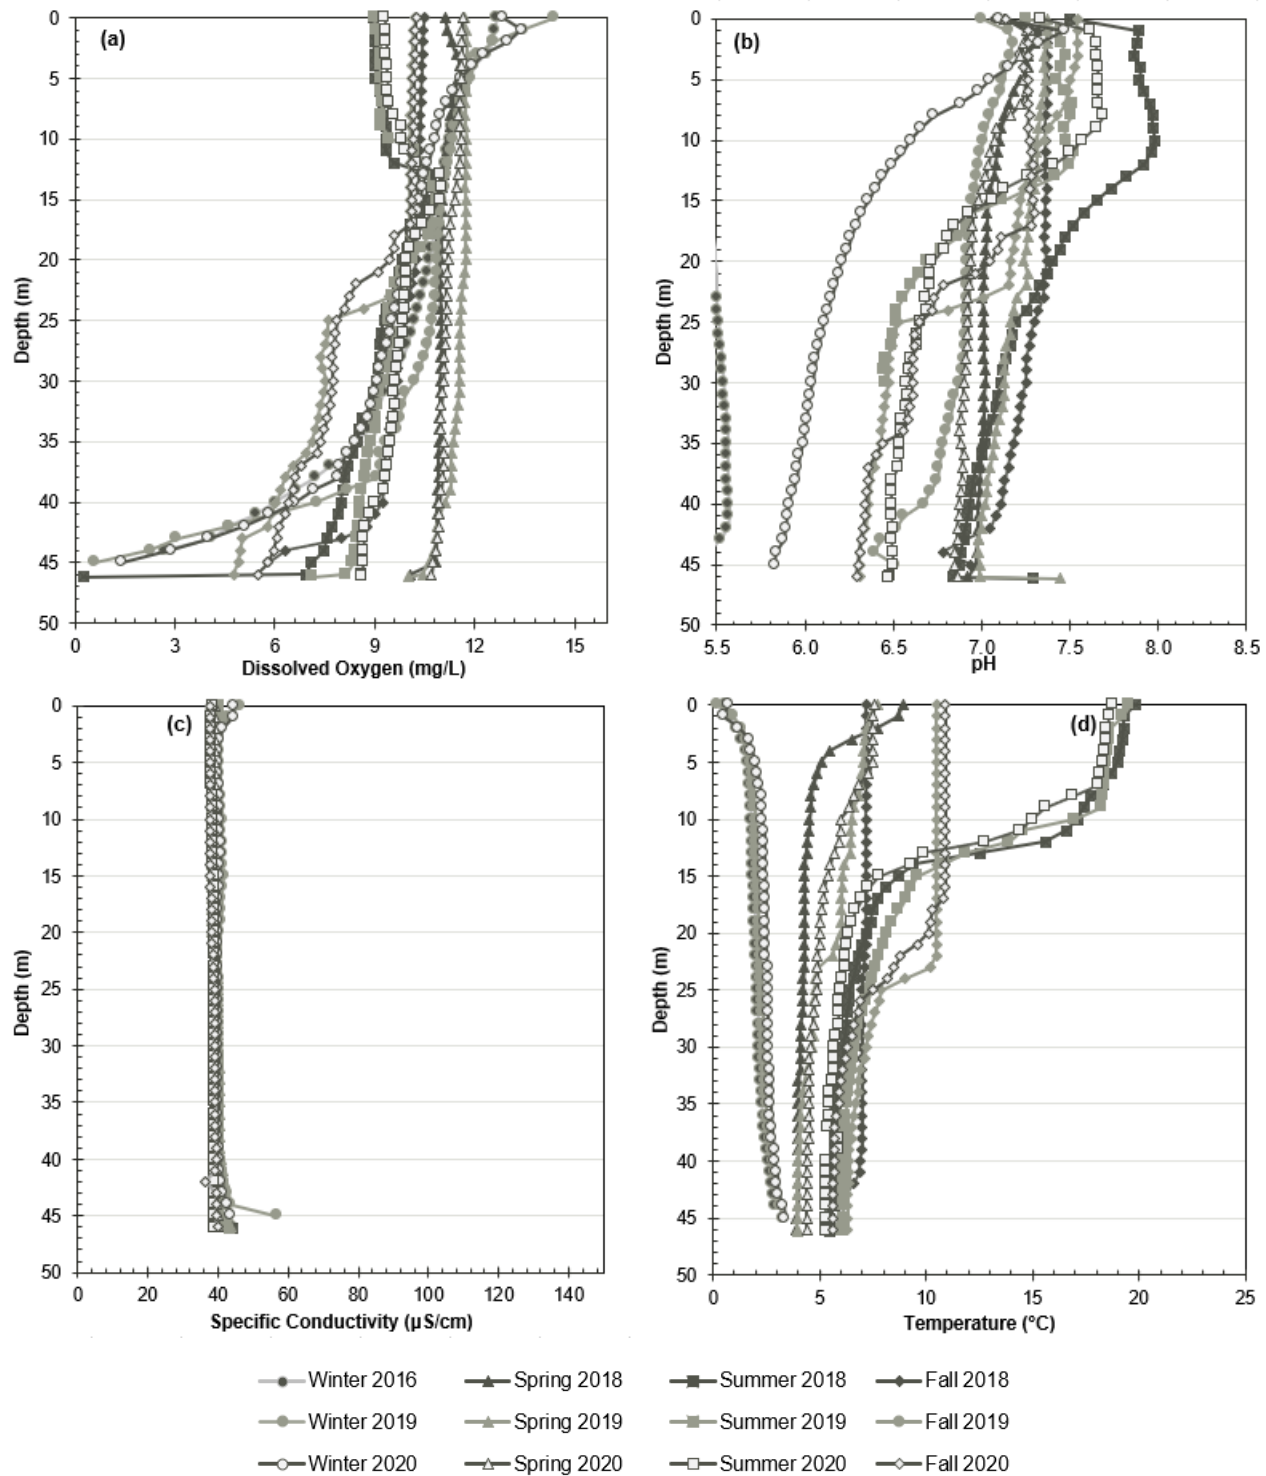 (a)
0
5
10
15
20
25
30
35
40
45
50
Depth (m)
0 3 6 9 12 15
Dissolved Oxygen (mg/L)
(b)
0
5
10
15
20
25
30
35
40
45
50
Depth (m)
5.5 6.0 6.5 7.0 7.5 8.0 8.5
pH
(c)
0
5
10
15
20
25
30
35
40
45
50
Depth (m)
0 20 40 60 80 100 120 140
Specific Conductivity (µS/cm)
(d)
0
5
10
15
20
25
30
35
40
45
50
Depth (m)
0 5 10 15 20 25
Temperature (°C)
Winter 2016 Spring 2018 Summer 2018 Fall 2018
Winter 2019 Spring 2019 Summer 2019 Fall 2019
Winter 2020 Spring 2020 Summer 2020 Fall 2020